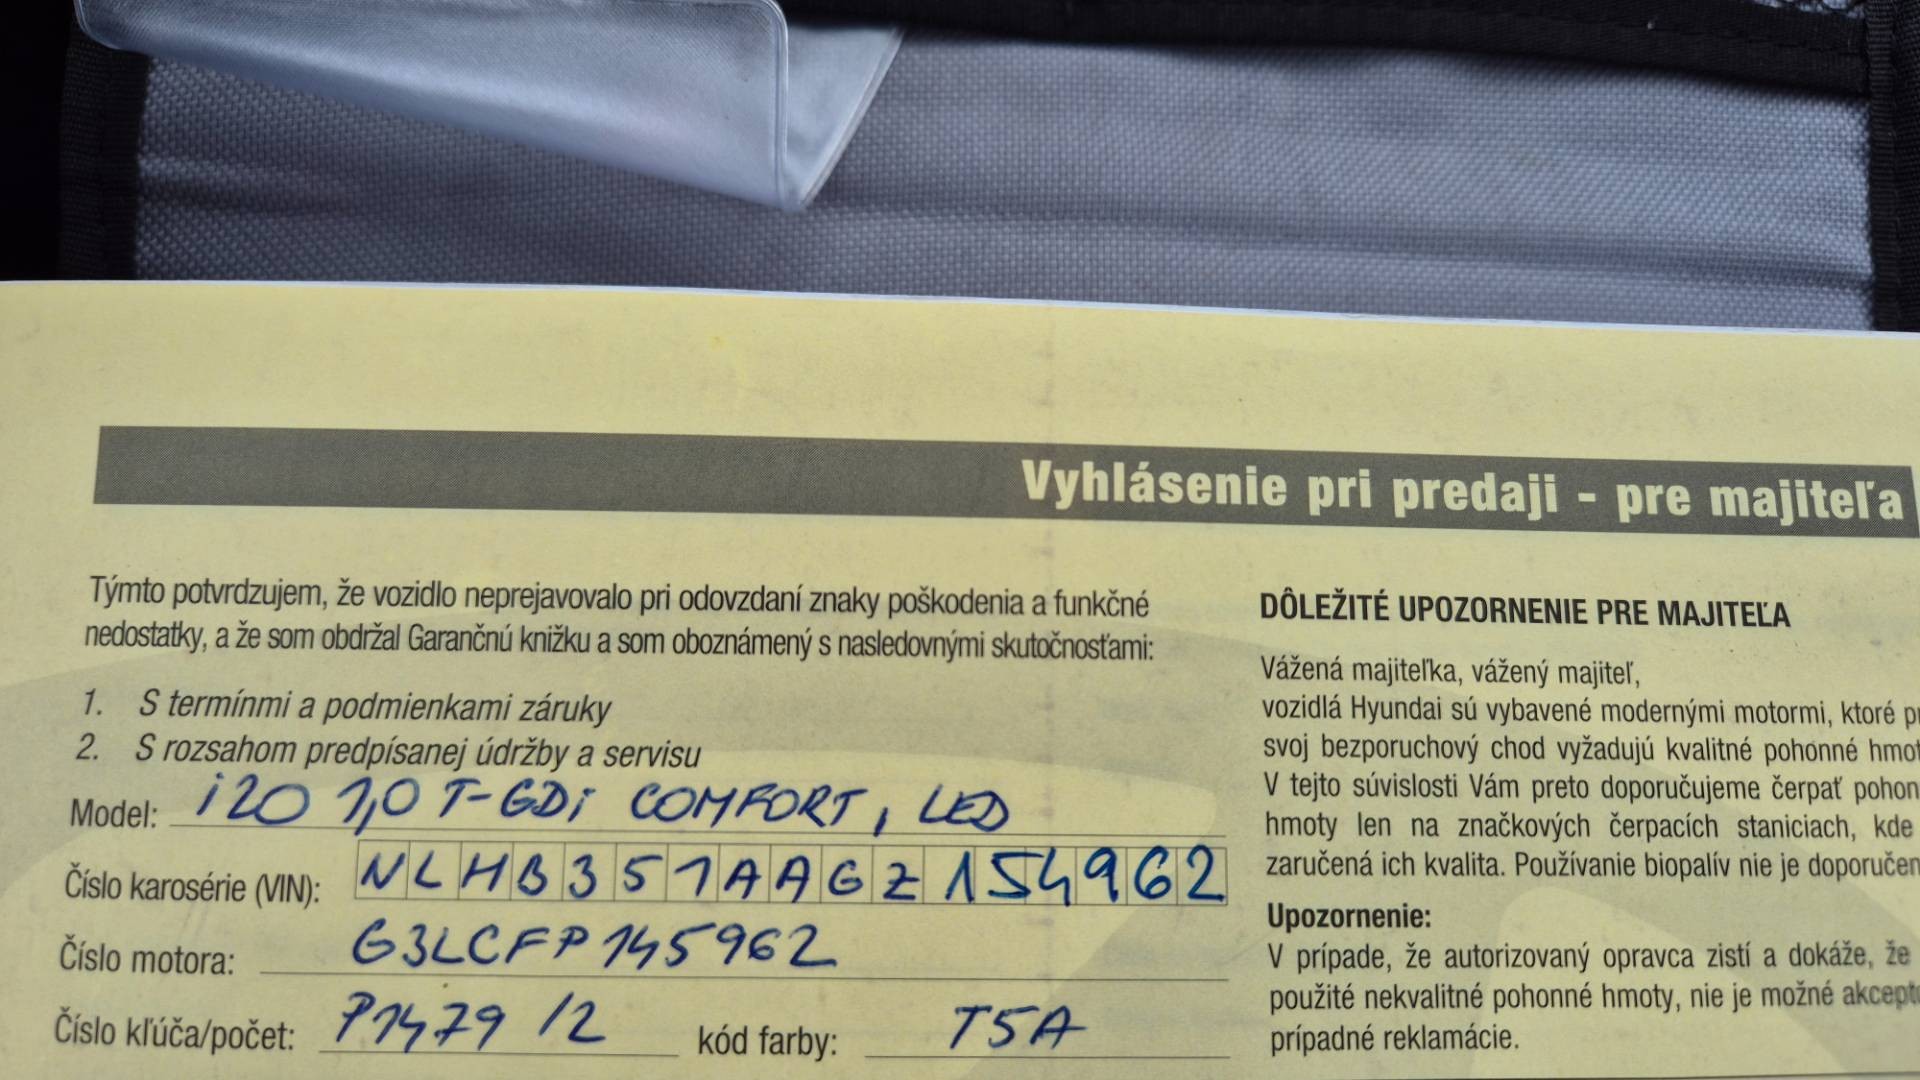 Vyhlásenie pri predaji - pre majiteľa
Týmto potvrdzujem, že vozidlo neprejavovalo pri odovzdaní znaky poškodenia a funkčné
nedostatky, a že som obdržal Garančnú knižku a som oboznámený s nasledovnými skutočnosťami:
1. S termínmi a podmienkami záruky
2. S rozsahom predpísanej údržby a servisu
Model: i20 1,0 T-GDi COMFORT, LED
Číslo karosérie (VIN): NLHB351AAGZ154962
Číslo motora: G3LCFP145962
Číslo kľúča/počet: P1479 /2 kód farby: T5A
DÔLEŽITÉ UPOZORNENIE PRE MAJITEĽA
Vážená majiteľka, vážený majiteľ,
vozidlá Hyundai sú vybavené modernými motormi, ktoré
svoj bezporuchový chod vyžadujú kvalitné pohonné
V tejto súvislosti Vám preto doporučujeme čerpať
hmoty len na značkových čerpacích staniciach, kde
zaručená ich kvalita. Používanie biopalív nie je
Upozornenie:
V prípade, že autorizovaný opravca zistí a dokáže, že
použité nekvalitné pohonné hmoty, nie je možné
prípadné reklamácie.